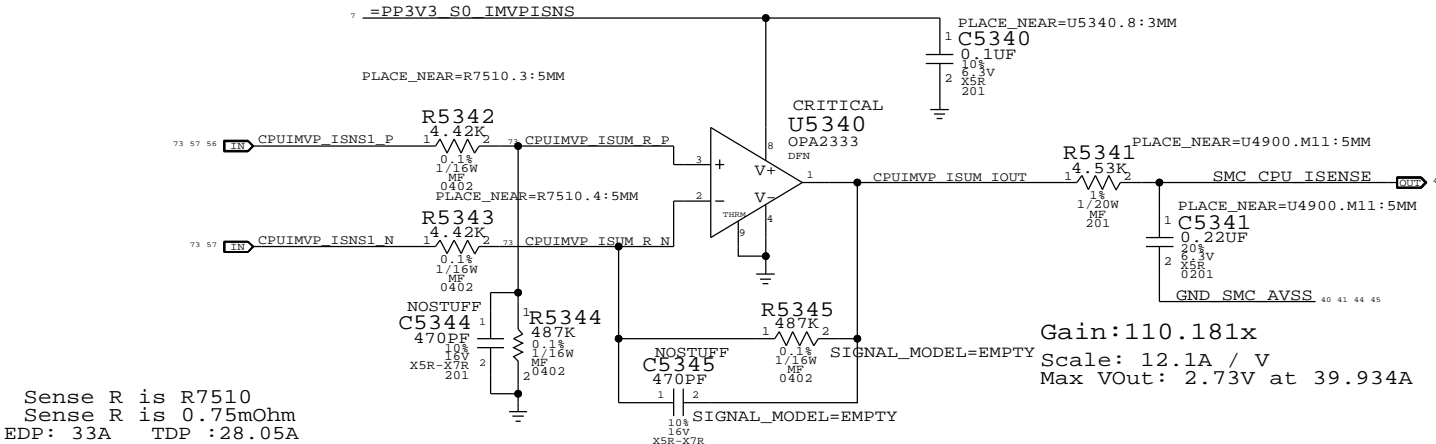 7 =PP3V3_S0_IMVPISNS
PLACE_NEAR=U5340.8:3MM
1 C5340
0.1UF
10%
6.3V
2 X5R
201
PLACE_NEAR=R7510.3:5MM
CRITICAL
U5340
OPA2333
DFN
8
V+
3 +
1
2 −
V-
THRM
9 4
R5342
4.42K
73 57 56 IN CPUIMVP_ISNS1_P 1 2 73 CPUIMVP_ISUM_R_P
0.1%
1/16W
MF
0402
PLACE_NEAR=R7510.4:5MM
R5343
4.42K
73 57 IN CPUIMVP_ISNS1_N 1 2 73 CPUIMVP_ISUM_R_N
0.1%
1/16W
MF
0402
PLACE_NEAR=U4900.M11:5MM
R5341
4.53K
CPUIMVP_ISUM_IOUT 1 2 SMC_CPU_ISENSE OUT
1%
1/20W
MF
201
PLACE_NEAR=U4900.M11:5MM
1 C5341
0.22UF
20%
6.3V
2 X5R
0201
GND_SMC_AVSS 40 41 44 45
NOSTUFF
C5344 1
470PF
10%
16V
X5R-X7R 2
201
1 R5344
487K
0.1%
1/16W
MF
2 0402
R5345
487K
1 2
0.1%
1/16W
MF
0402
SIGNAL_MODEL=EMPTY
NOSTUFF
C5345
470PF
1 2
SIGNAL_MODEL=EMPTY
10%
16V
X5R-X7R
Gain:110.181x
Scale: 12.1A / V
Max VOut: 2.73V at 39.934A
Sense R is R7510
Sense R is 0.75mOhm
EDP: 33A TDP :28.05A